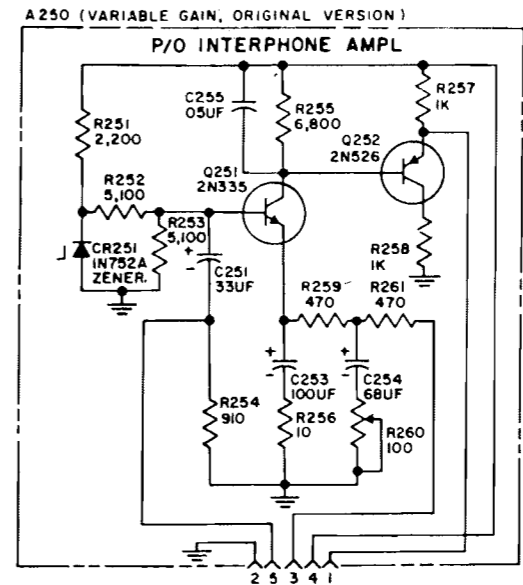 A250 (VARIABLE GAIN, ORIGINAL VERSION)
P/O INTERPHONE AMPL
R257
1K
C255
05UF
R255
6,800
R251
2,200
Q252
2N526
Q251
2N335
R252
5,100
R253
5,100
CR251
1N752A
ZENER.
+
-
C251
33UF
R258
1K
R259
470
R261
470
+
-
C253
100UF
+
-
C254
68UF
R254
910
R256
10
R260
100
2 5 3 4 1